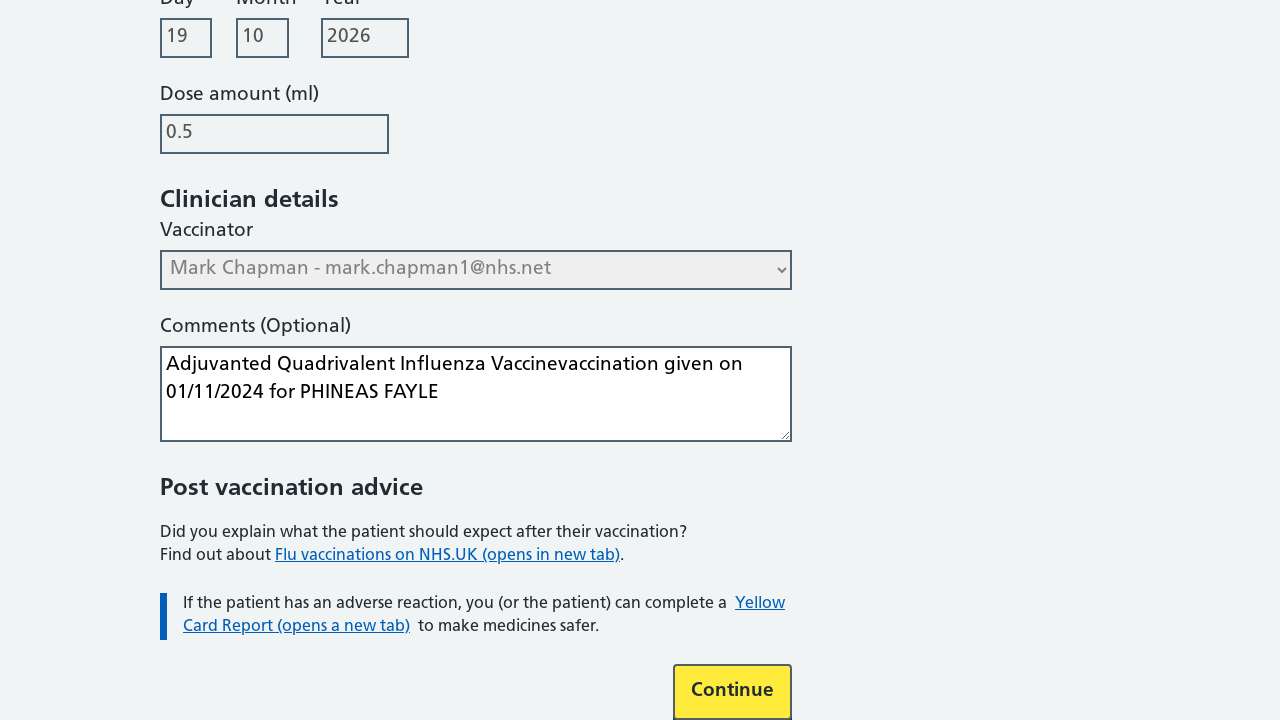 Day Month Year
19 10 2026
Dose amount (ml)
0.5
Clinician details
Vaccinator
Mark Chapman - mark.chapman1@nhs.net
Comments (Optional)
Adjuvanted Quadrivalent Influenza Vaccinevaccination given on
01/11/2024 for PHINEAS FAYLE
Post vaccination advice
Did you explain what the patient should expect after their vaccination?
Find out about Flu vaccinations on NHS.UK (opens in new tab).
If the patient has an adverse reaction, you (or the patient) can complete a Yellow
Card Report (opens a new tab) to make medicines safer.
Continue